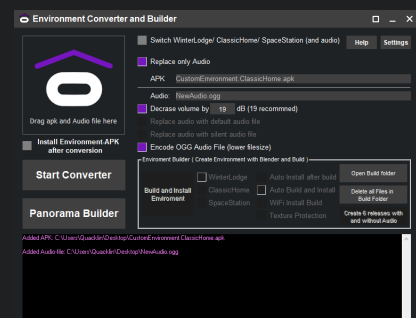 Environment Converter and Builder
Switch WinterLodge/ ClassicHome/ SpaceStation (and audio)
Help
Settings
Replace only Audio
APK
CustomEnvironment.ClassicHome.apk
Audio:
NewAudio.ogg
Drag apk and Audio file here
Decrase volume by
19
dB (19 recommned)
Replace audio with default audio file
Replace audio with silent audio file
Install Environment-APK
after conversion
Encode OGG Audio File (lower filesize)
Start Converter
Panorama Builder
Envirorment Builder ( Create Environment with Blender and Build )
Build and Install
Enviroment
WinterLodge
ClassicHome
SpaceStation
Auto Install after build
Auto Build and Install
WiFi Install Build
Texture Protection
Open Build folder
Delete all Files in
Build Folder
Create 6 releases with
and without Audio
Added APK: C:\Users\Quacklin\Desktop\CustomEnvironment.ClassicHome.apk
Added Audio file: C:\Users\Quacklin\Desktop\NewAudio.ogg